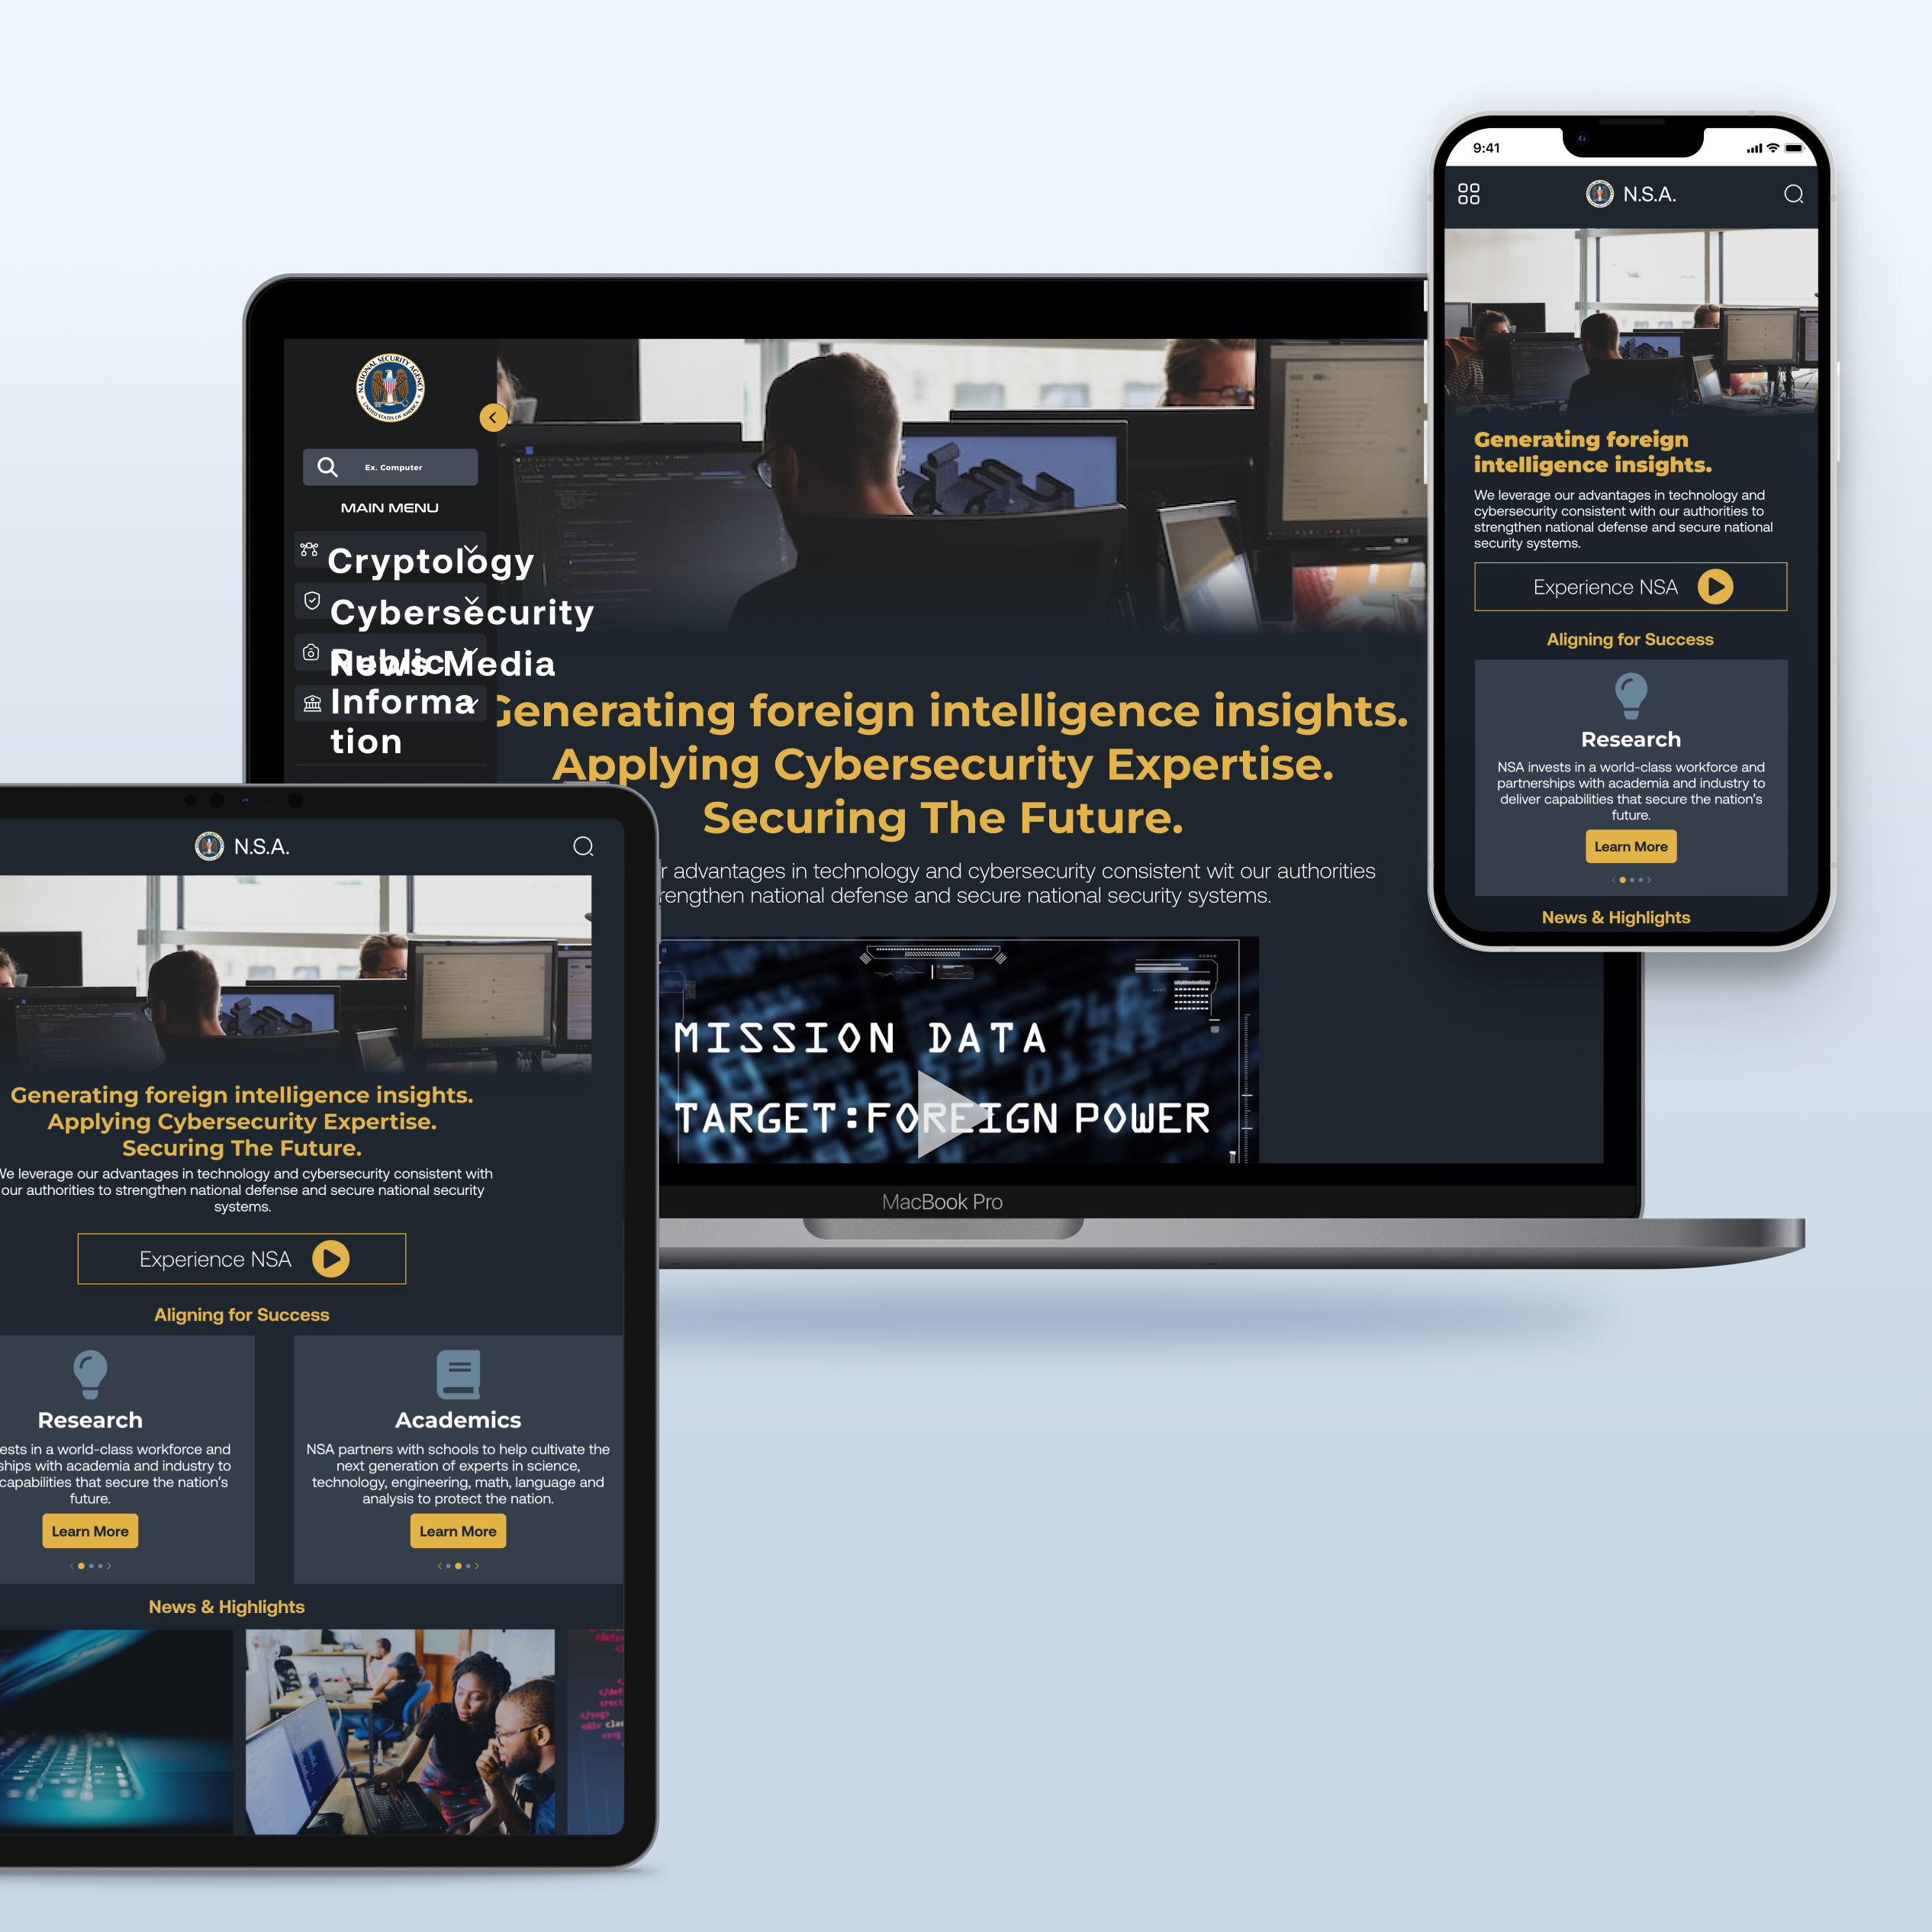 9:41
N.S.A.
Generating foreign
intelligence insights.
We leverage our advantages in technology and
cybersecurity consistent with our authorities to
strengthen national defense and secure national
security systems.
Experience NSA
Aligning for Success
Research
NSA invests in a world-class workforce and
partnerships with academia and industry to
deliver capabilities that secure the nation's
future.
Learn More
News & Highlights
NATIONAL SECURITY AGENCY
UNITED STATES OF AMERICA
Ex. Computer
MAIN MENU
Cryptology
Cybersecurity
News Media
Public
Informa
tion
Generating foreign intelligence insights.
Applying Cybersecurity Expertise.
Securing The Future.
advantages in technology and cybersecurity consistent wit our authorities
rengthen national defense and secure national security systems.
MISSION DATA
TARGET:FOREIGN POWER
MacBook Pro
N.S.A.
Generating foreign intelligence insights.
Applying Cybersecurity Expertise.
Securing The Future.
We leverage our advantages in technology and cybersecurity consistent with
our authorities to strengthen national defense and secure national security
systems.
Experience NSA
Aligning for Success
Research
ests in a world-class workforce and
ships with academia and industry to
capabilities that secure the nation's
future.
Learn More
Academics
NSA partners with schools to help cultivate the
next generation of experts in science,
technology, engineering, math, language and
analysis to protect the nation.
Learn More
News & Highlights